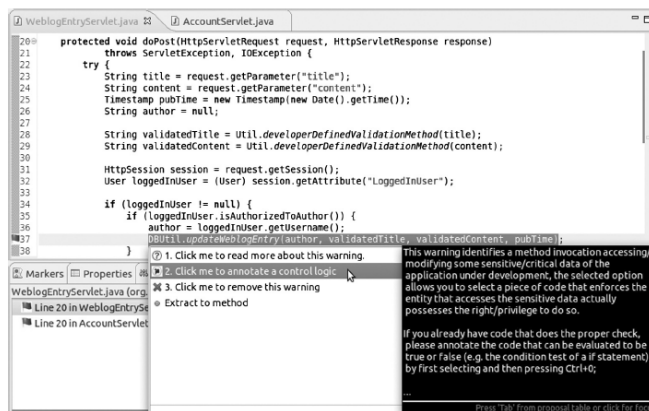 WeblogEntryServlet.java
AccountServlet.java
20 protected void doPost(HttpServletRequest request, HttpServletResponse response)
21 throws ServletException, IOException {
22 try {
23 String title = request.getParameter("title");
24 String content = request.getParameter("content");
25 Timestamp pubTime = new Timestamp(new Date().getTime());
26 String author = null;
27
28 String validatedTitle = Util.developerDefinedValidationMethod(title);
29 String validatedContent = Util.developerDefinedValidationMethod(content);
30
31 HttpSession session = request.getSession();
32 User loggedInUser = (User) session.getAttribute("LoggedInUser");
33
34 if (loggedInUser != null) {
35 if (loggedInUser.isAuthorizedToAuthor()) {
36 author = loggedInUser.getUsername();
37 DBUtil.updateWeblogEntry(author, validatedTitle, validatedContent, pubTime);
38 }
Markers
Properties
WeblogEntryServlet.java (org.
Line 20 in WeblogEntrySer
Line 20 in AccountServlet
1. Click me to read more about this warning.
2. Click me to annotate a control logic
3. Click me to remove this warning
Extract to method
This warning identifies a method invocation accessing/
modifying some sensitive/critical data of the
application under development, the selected option
allows you to select a piece of code that enforces the
entity that accesses the sensitive data actually
possesses the right/privilege to do so.
If you already have code that does the proper check,
please annotate the code that can be evaluated to be
true or false (e.g. the condition test of a if statement)
by first selecting and then pressing Ctrl+0;
...
Press 'Tab' from proposal table or click for foc